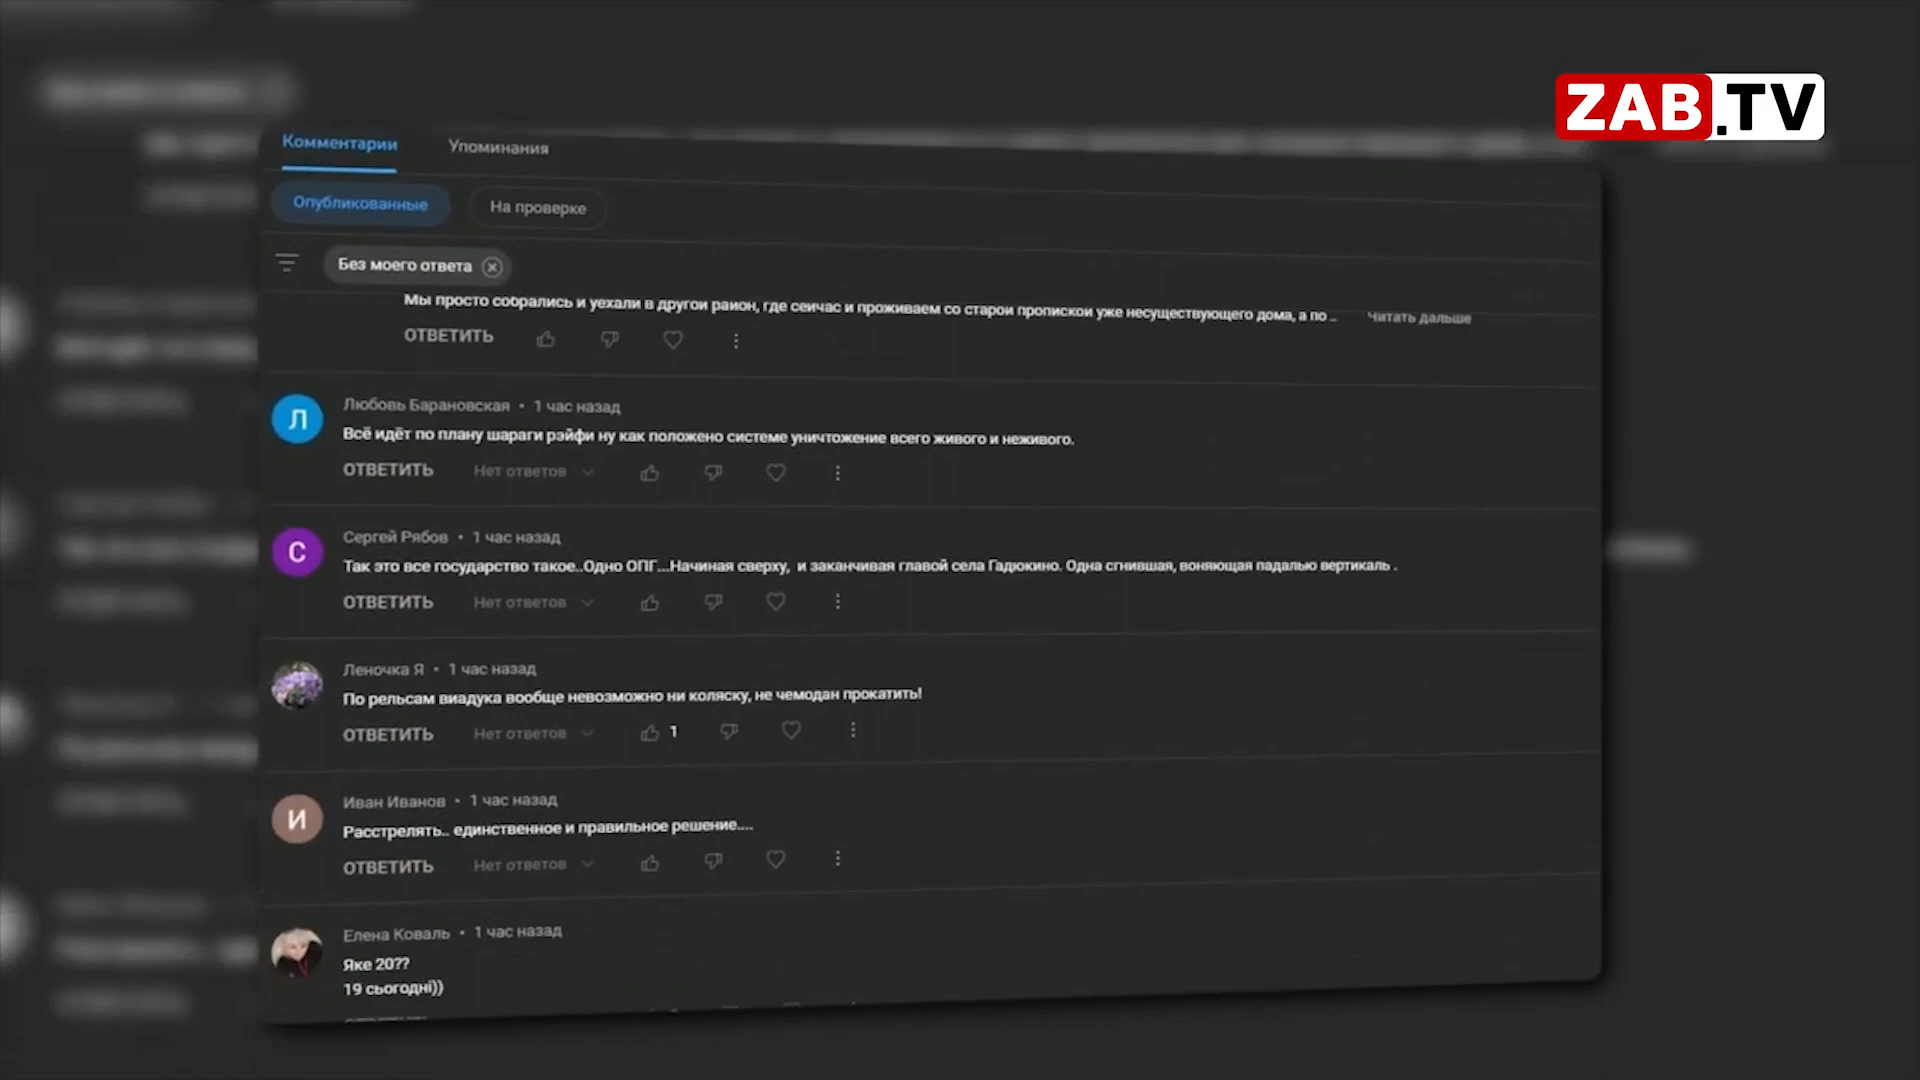 ZAB.TV
Комментарии
Упоминания
Опубликованные
На проверке
Без моего ответа
Мы просто собрались и уехали в другой район, где сейчас и проживаем со старой пропиской уже несуществующего дома, а по ...
Читать дальше
ОТВЕТИТЬ
Любовь Барановская • 1 час назад
Всё идёт по плану шараги рэйфи ну как положено системе уничтожение всего живого и неживого.
ОТВЕТИТЬ Нет ответов
Сергей Рябов • 1 час назад
Так это все государство такое..Одно ОПГ...Начиная сверху, и заканчивая главой села Гадюкино. Одна сгнившая, воняющая падалью вертикаль .
ОТВЕТИТЬ Нет ответов
Леночка Я • 1 час назад
По рельсам виадука вообще невозможно ни коляску, не чемодан прокатить!
ОТВЕТИТЬ Нет ответов 1
Иван Иванов • 1 час назад
Расстрелять.. единственное и правильное решение....
ОТВЕТИТЬ Нет ответов
Елена Коваль • 1 час назад
Яке 20??
19 сьогодні))